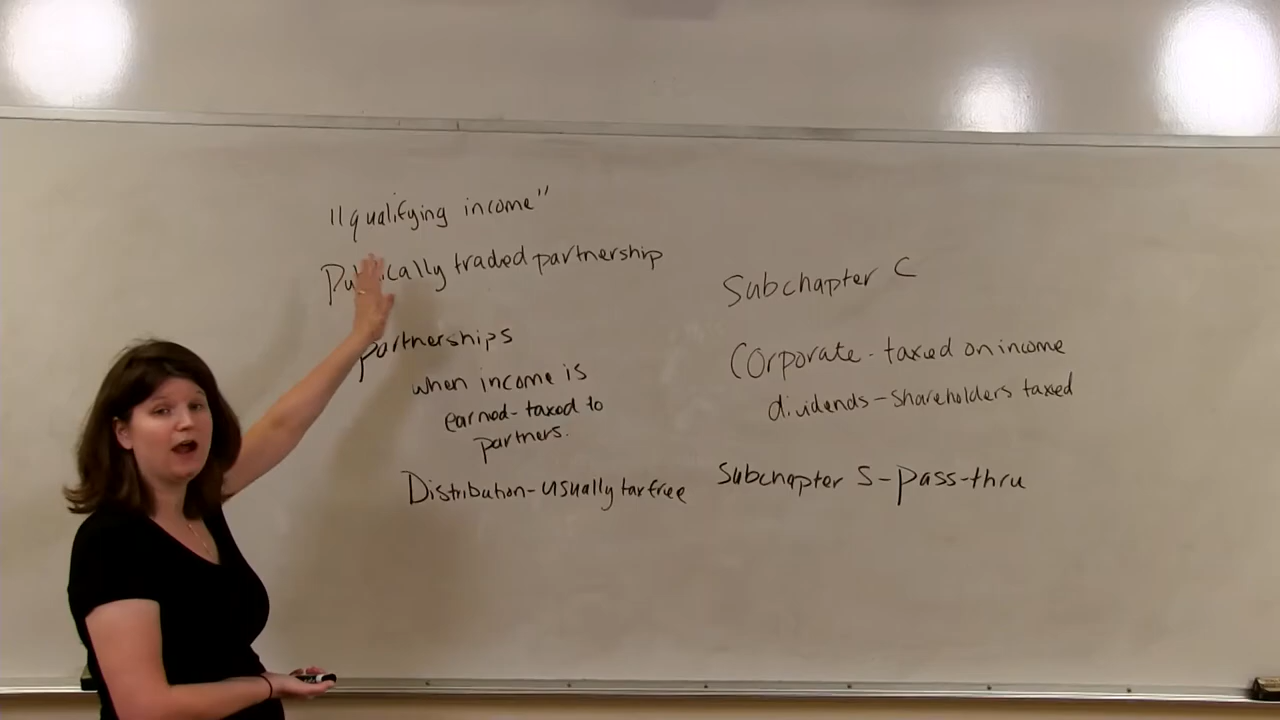 "qualifying income"
Publically traded partnership
partnerships
when income is
earned-taxed to
partners.
Distribution-usually tax free
Subchapter C
Corporate-taxed on income
dividends-shareholders taxed
Subchapter S-pass-thru